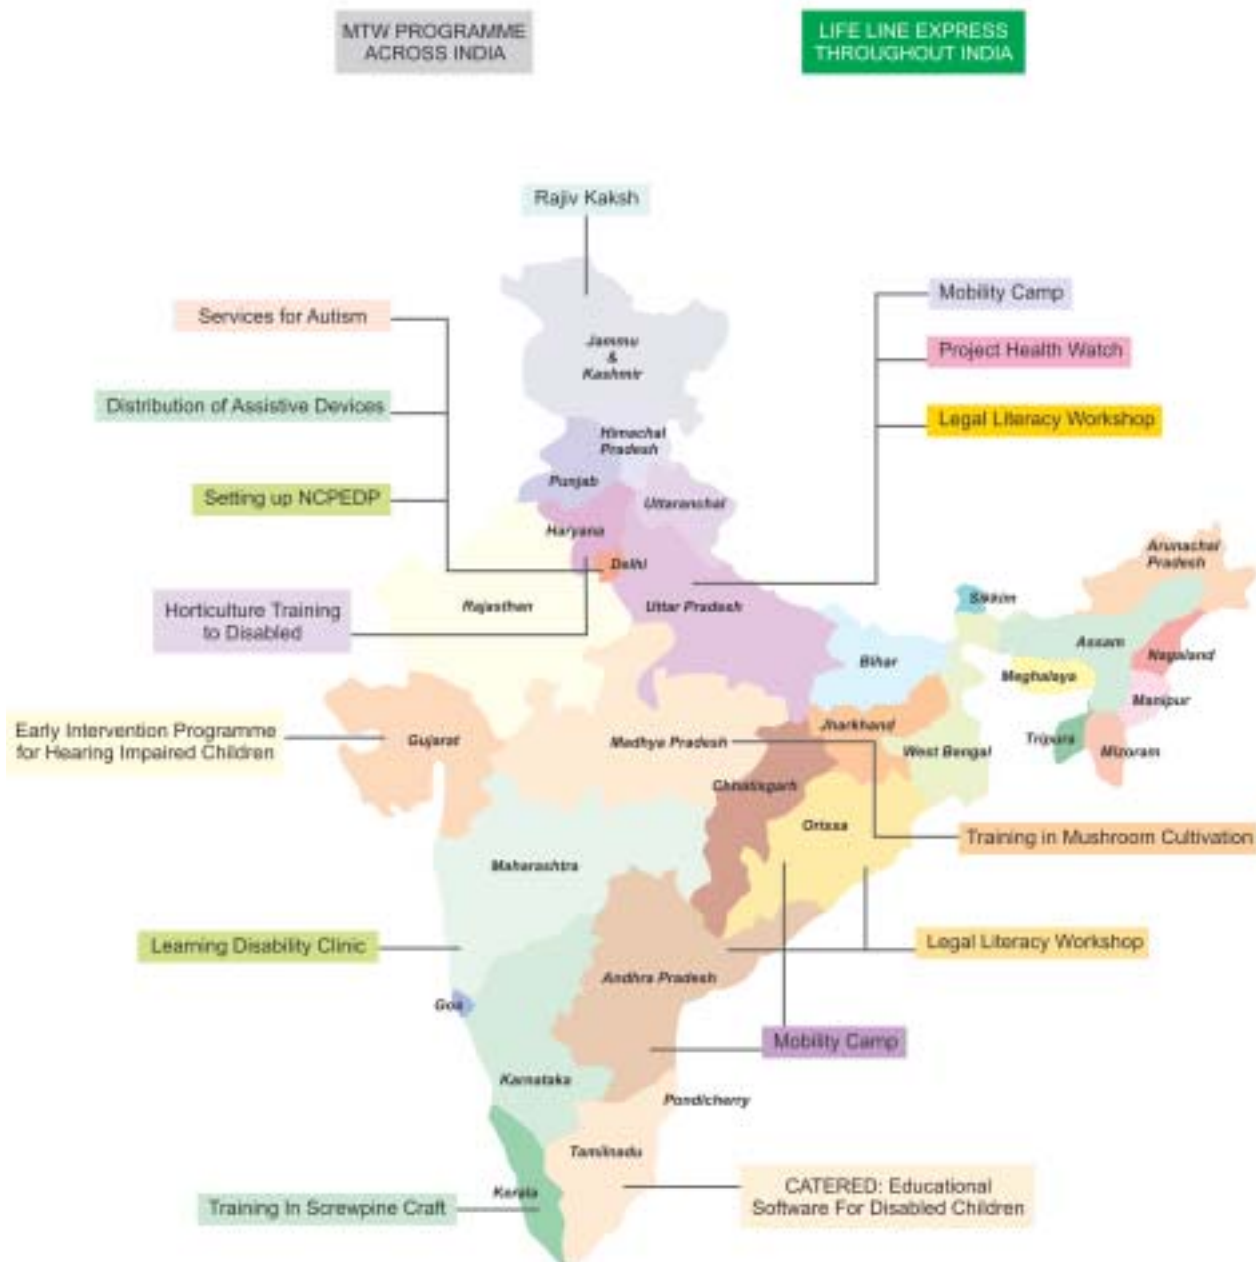 MTW PROGRAMME
ACROSS INDIA
LIFE LINE EXPRESS
THROUGHOUT INDIA
Rajiv Kaksh
Services for Autism
Mobility Camp
Project Health Watch
Jammu
&
Kashmir
Distribution of Assistive Devices
Legal Literacy Workshop
Himachal
Pradesh
Punjab
Setting up NCPEDP
Uttaranchal
Haryana
Delhi
Arunachal
Pradesh
Horticulture Training
to Disabled
Rajasthan
Uttar Pradesh
Sikkim
Assam
Nagaland
Bihar
Meghalaya
Manipur
Early Intervention Programme
for Hearing Impaired Children
Gujarat
Madhya Pradesh
Jharkhand
West Bengal
Tripura
Mizoram
Chhatisgarh
Orissa
Training in Mushroom Cultivation
Maharashtra
Learning Disability Clinic
Legal Literacy Workshop
Andhra Pradesh
Goa
Mobility Camp
Karnataka
Pondicherry
Tamilnadu
Kerala
Training In Screwpine Craft
CATERED: Educational
Software For Disabled Children